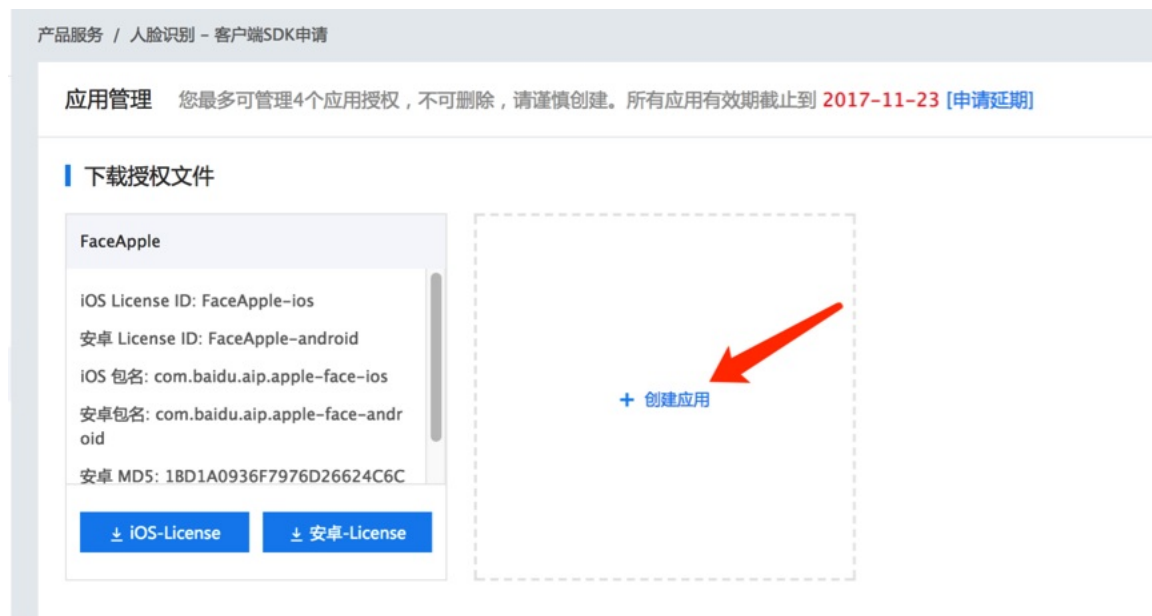 产品服务 / 人脸识别 – 客户端SDK申请
应用管理 您最多可管理4个应用授权，不可删除，请谨慎创建。所有应用有效期截止到 2017-11-23 [申请延期]
下载授权文件
FaceApple
iOS License ID: FaceApple-ios
安卓 License ID: FaceApple-android
iOS 包名: com.baidu.aip.apple-face-ios
安卓包名: com.baidu.aip.apple-face-andr
oid
安卓 MD5: 1BD1A0936F7976D26624C6C
iOS-License
安卓-License
+ 创建应用